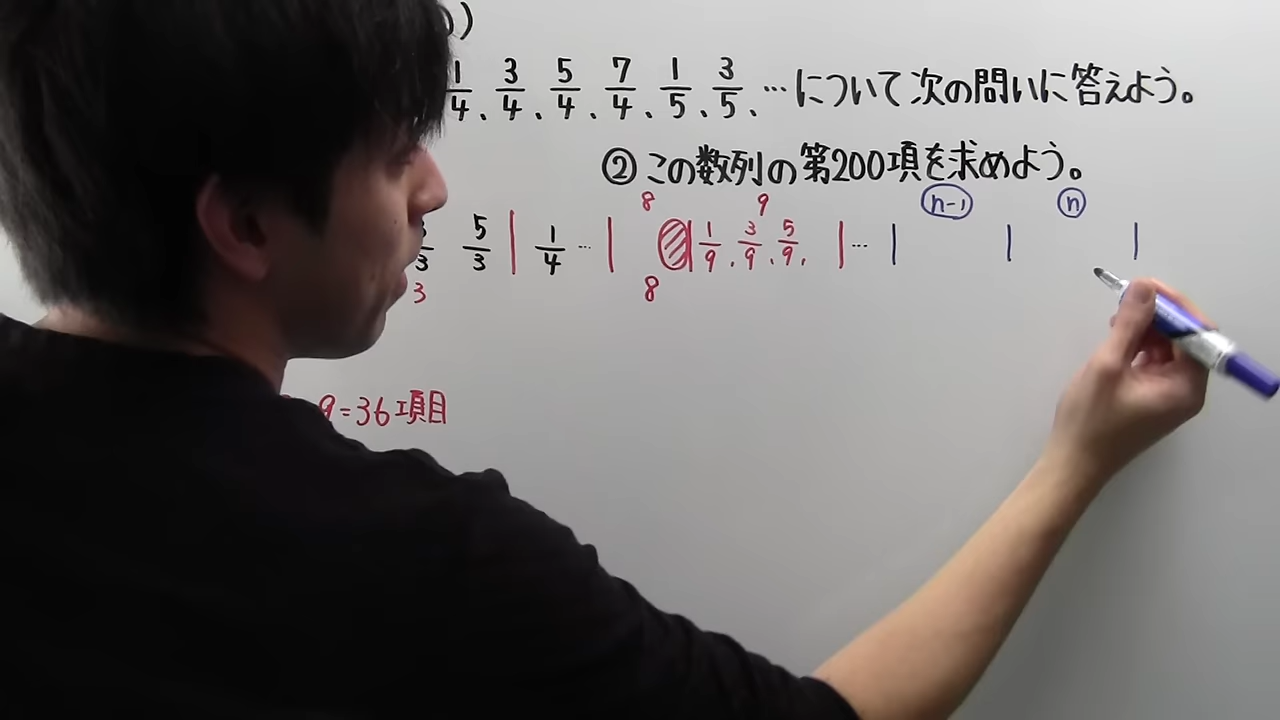 )
1/4、3/4、5/4、7/4、1/5、3/5、…について次の問いに答えよう。
②この数列の第200項を求めよう。
8 9 n-1 n
3 5/3 | 1/4 … | | 1/9 . 3/9 . 5/9 . | … | | |
3 8
9=36項目